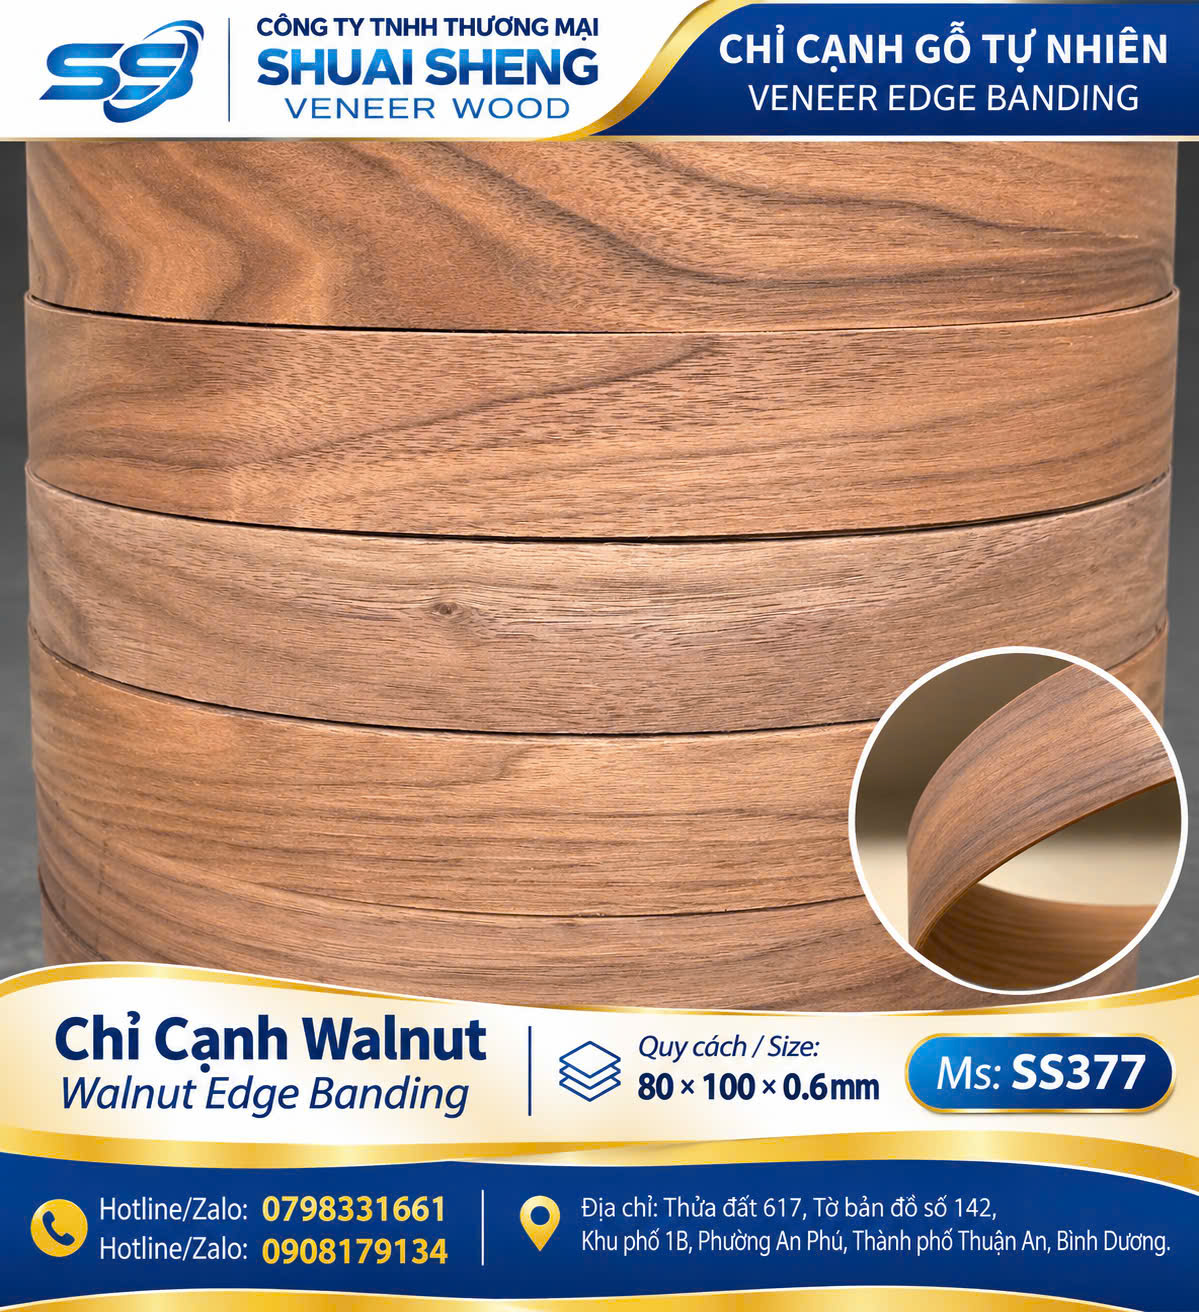 SS
CÔNG TY TNHH THƯƠNG MẠI
SHUAI SHENG
VENEER WOOD
CHỈ CẠNH GỖ TỰ NHIÊN
VENEER EDGE BANDING
Chỉ Cạnh Walnut
Walnut Edge Banding
Quy cách / Size:
80 × 100 × 0.6 mm
Ms: SS377
Hotline/Zalo: 0798331661
Hotline/Zalo: 0908179134
Địa chỉ: Thửa đất 617, Tờ bản đồ số 142,
Khu phố 1B, Phường An Phú, Thành phố Thuận An, Bình Dương.